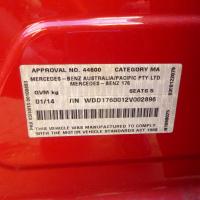 APPROVAL NO. 44600 CATEGORY MA
MERCEDES-BENZ AUSTRALIA/PACIFIC PTY LTD
MERCEDES-BENZ 176
GVM kg SEATS 5
01/14 VIN WDD1760012V002896
THIS VEHICLE WAS MANUFACTURED TO COMPLY
WITH THE MOTOR VEHICLE STANDARDS ACT 1989